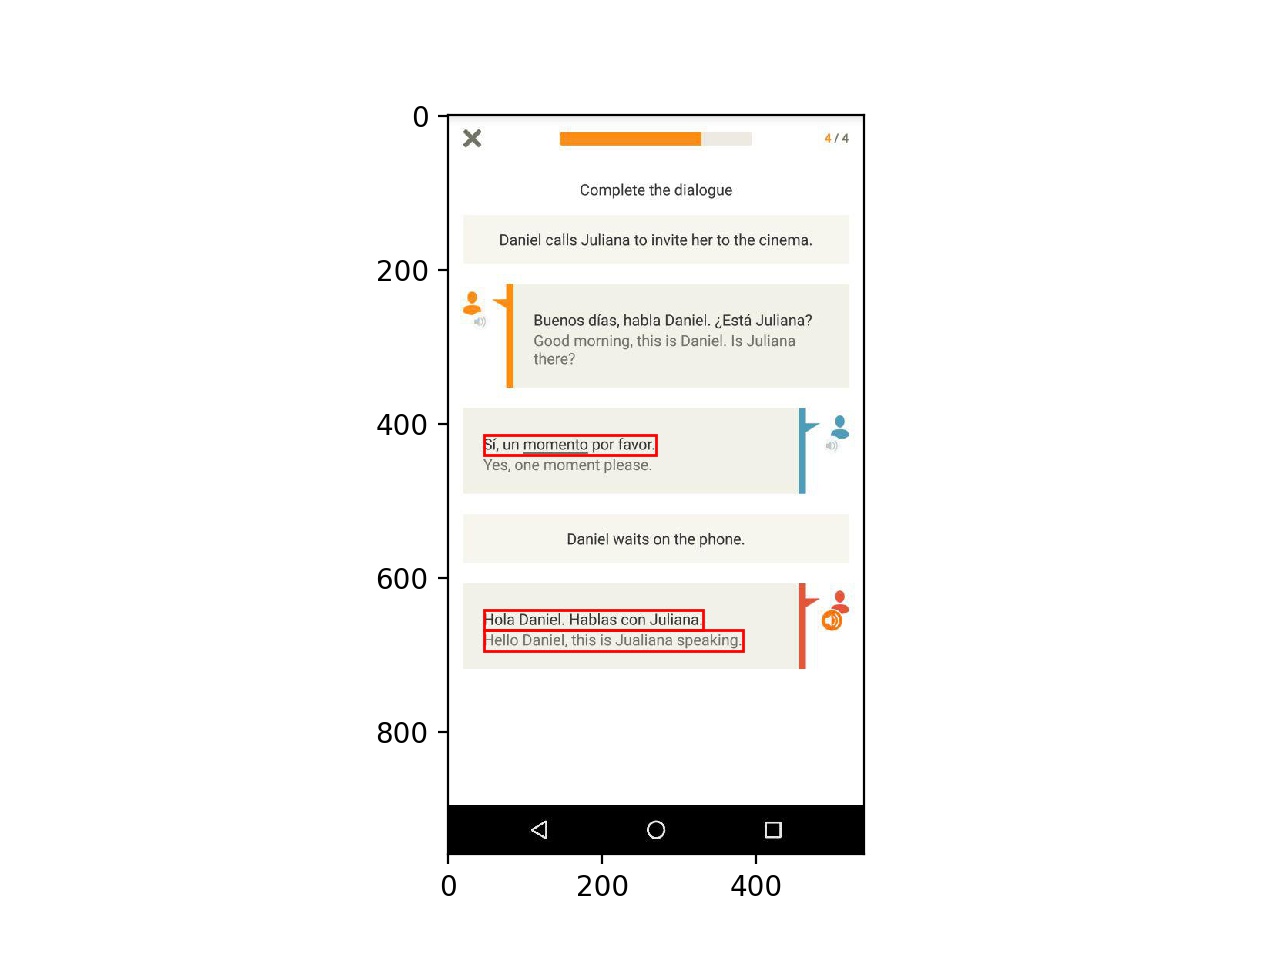 0
4 / 4
Complete the dialogue
Daniel calls Juliana to invite her to the cinema.
200
Buenos días, habla Daniel. ¿Está Juliana?
Good morning, this is Daniel. Is Juliana
there?
400
Sí, un momento por favor.
Yes, one moment please.
Daniel waits on the phone.
600
Hola Daniel. Hablas con Juliana.
Hello Daniel, this is Jualiana speaking.
800
0 200 400